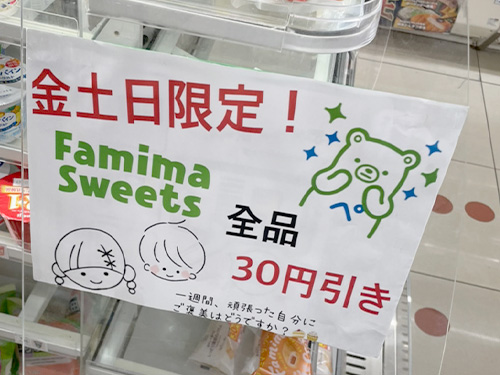 金土日限定！
Famima
Sweets
全品
30円引き
一週間、頑張った自分に
ご褒美はどうですか？